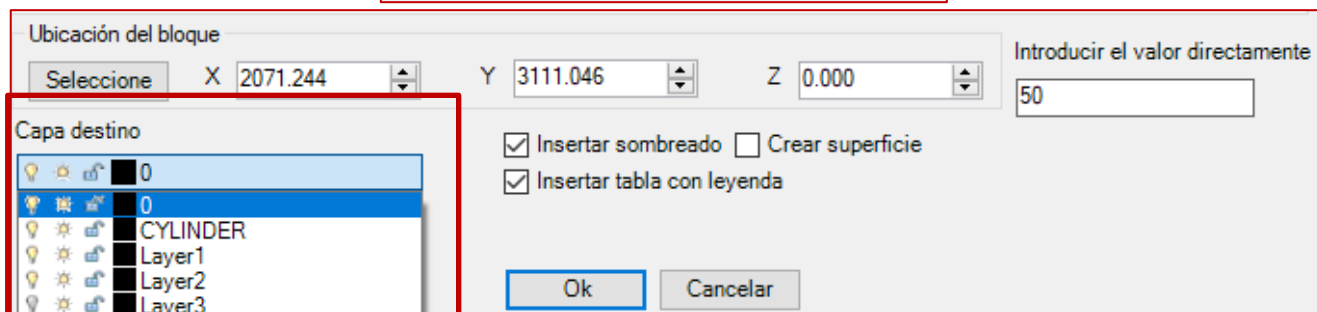 Ubicación del bloque
Introducir el valor directamente
Seleccione X 2071.244 Y 3111.046 Z 0.000
50
Capa destino
Insertar sombreado Crear superficie
0
Insertar tabla con leyenda
0
CYLINDER
Layer1
Layer2
Ok Cancelar
Layer3